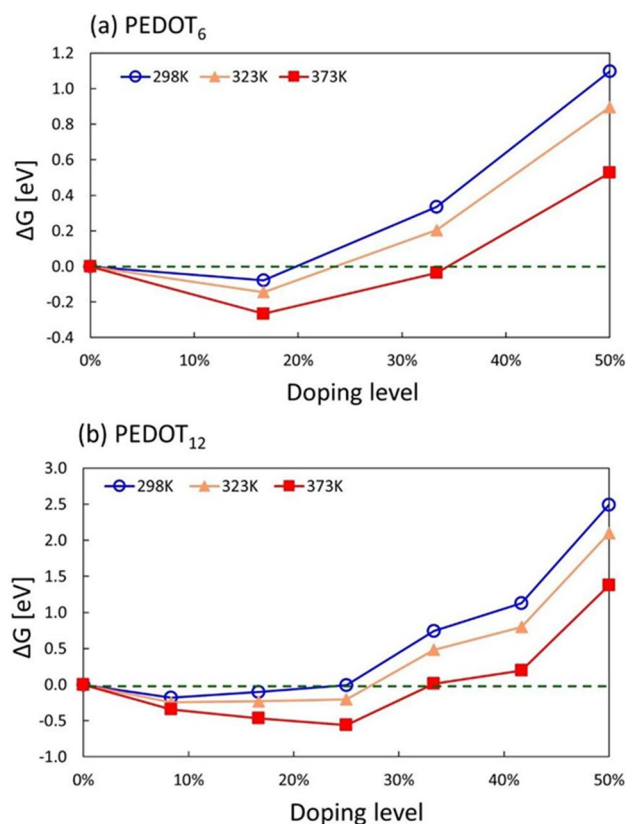 (a) PEDOT₆
1.2
298K 323K 373K
1.0
0.8
0.6
0.4
0.2
0.0
-0.2
-0.4
ΔG [eV]
0% 10% 20% 30% 40% 50%
Doping level
(b) PEDOT₁₂
3.0
298K 323K 373K
2.5
2.0
1.5
1.0
0.5
0.0
-0.5
-1.0
ΔG [eV]
0% 10% 20% 30% 40% 50%
Doping level